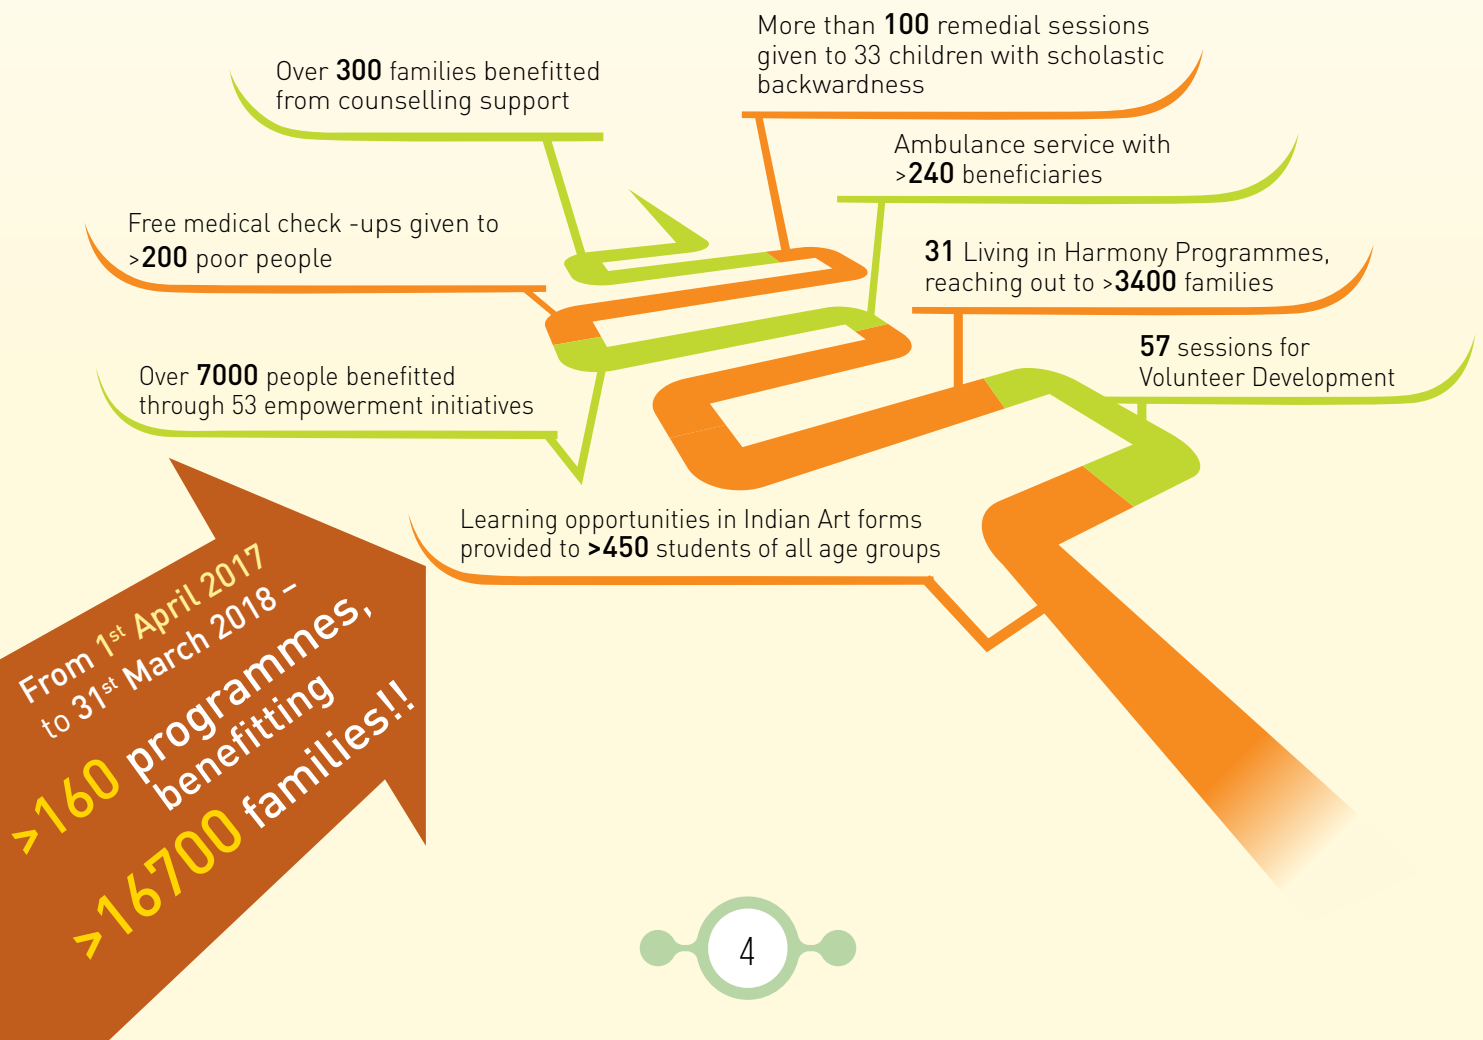 Over 300 families benefitted
from counselling support
More than 100 remedial sessions
given to 33 children with scholastic
backwardness
Ambulance service with
>240 beneficiaries
Free medical check -ups given to
>200 poor people
31 Living in Harmony Programmes,
reaching out to >3400 families
57 sessions for
Volunteer Development
Over 7000 people benefitted
through 53 empowerment initiatives
Learning opportunities in Indian Art forms
provided to >450 students of all age groups
From 1st April 2017
to 31st March 2018 –
>160 programmes,
benefitting
>16700 families!!
4